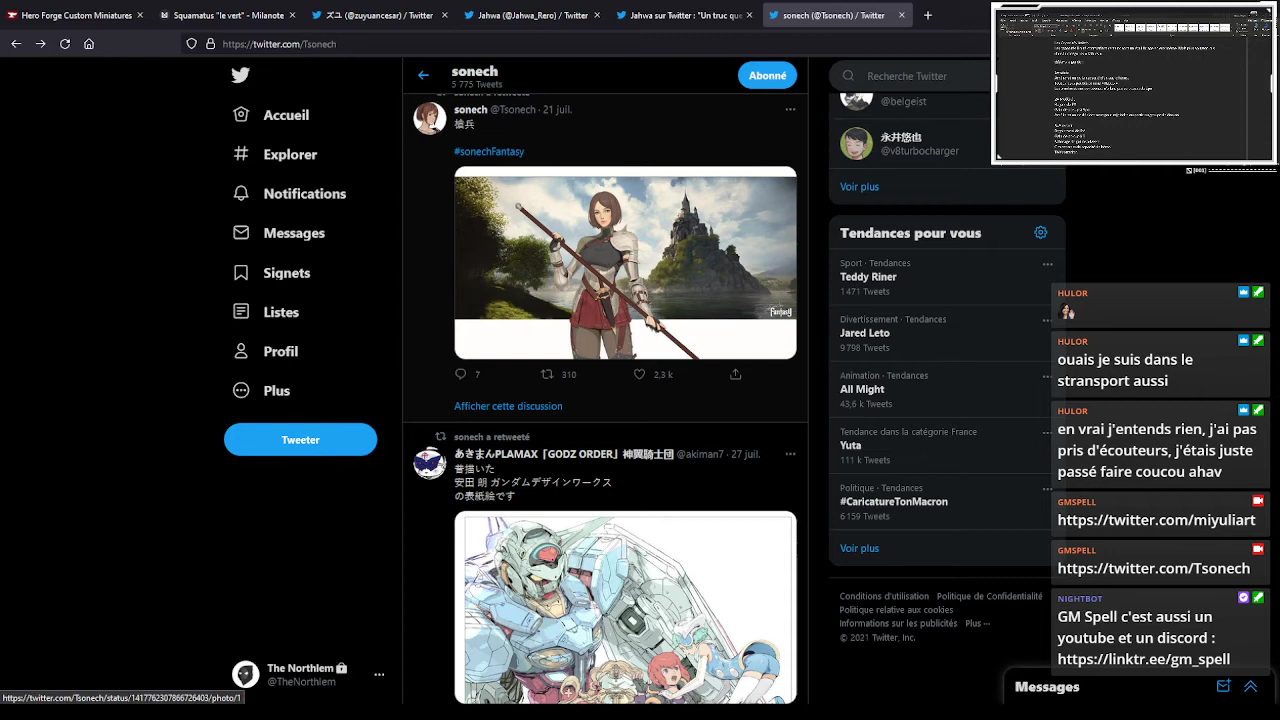 Hero Forge Custom Miniatures
Squamatus "le vert" - Milanote
ズユ (@zuyuancesar) / Twitter
Jahwa (@Jahwa_Rero) / Twitter
Jahwa sur Twitter : "Un truc que
sonech (@Tsonech) / Twitter
https://twitter.com/Tsonech
Accueil
Explorer
Notifications
Messages
Signets
Listes
Profil
Plus
Tweeter
The Northlem
@TheNorthlem
https://twitter.com/Tsonech/status/1417762307866726403/photo/1
sonech
5 775 Tweets
Abonné
sonech @Tsonech · 21 juil.
槍兵
#sonechFantasy
Fantasy
7
310
2,3 k
Afficher cette discussion
sonech a retweeté
あきまんPLAMAX「GODZ ORDER」神翼騎士団 @akiman7 · 27 juil.
昔描いた
安田 朗 ガンダムデザインワークス
の表紙絵です
Recherche Twitter
@belgeist
永井悠也
@v8turbocharger
Voir plus
Tendances pour vous
Sport · Tendances
Teddy Riner
1 471 Tweets
Divertissement · Tendances
Jared Leto
9 798 Tweets
Animation · Tendances
All Might
43,6 k Tweets
Tendance dans la catégorie France
Yuta
111 k Tweets
Politique · Tendances
#CaricatureTonMacron
6 159 Tweets
Voir plus
Conditions d'utilisation Politique de Confidentialité
Politique relative aux cookies
Informations sur les publicités Plus ···
© 2021 Twitter, Inc.
HULOR
HULOR
ouais je suis dans le
stransport aussi
HULOR
en vrai j'entends rien, j'ai pas
pris d'écouteurs, j'étais juste
passé faire coucou ahav
GMSPELL
https://twitter.com/miyuliart
GMSPELL
https://twitter.com/Tsonech
NIGHTBOT
GM Spell c'est aussi un
youtube et un discord :
https://linktr.ee/gm_spell
Messages